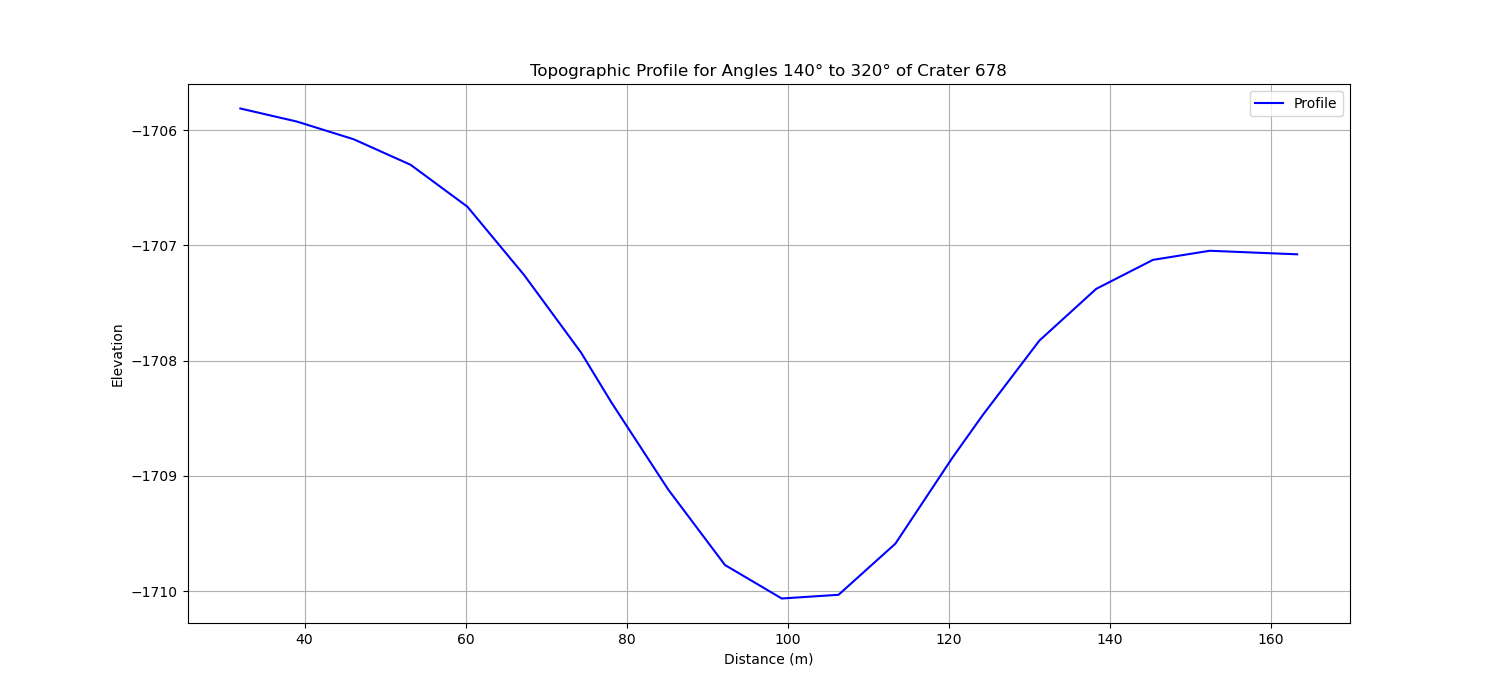 Topographic Profile for Angles 140° to 320° of Crater 678
Profile
−1706
−1707
−1708
−1709
−1710
Elevation
40 60 80 100 120 140 160
Distance (m)